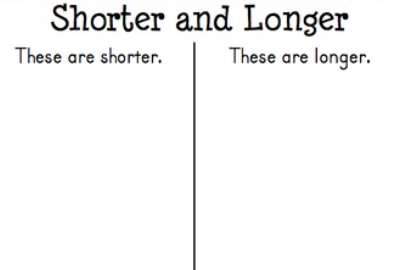 Shorter and Longer
These are shorter.
These are longer.